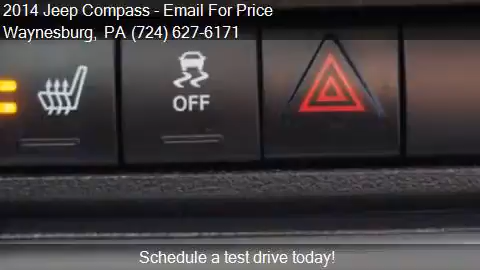 2014 Jeep Compass - Email For Price
Waynesburg, PA (724) 627-6171
OFF
Schedule a test drive today!